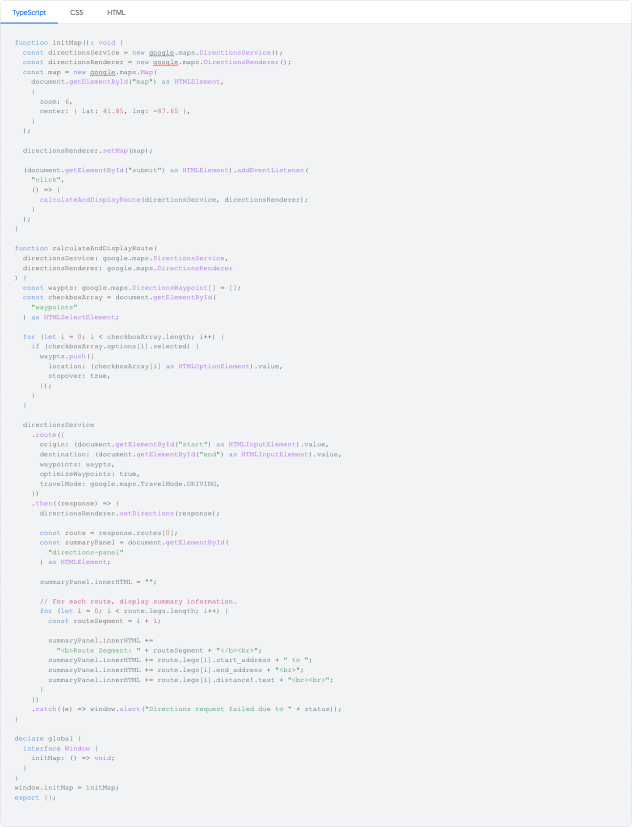 TypeScript CSS HTML
function initMap(): void {
  const directionsService = new google.maps.DirectionsService();
  const directionsRenderer = new google.maps.DirectionsRenderer();
  const map = new google.maps.Map(
    document.getElementById("map") as HTMLElement,
    {
      zoom: 6,
      center: { lat: 41.85, lng: -87.65 },
    }
  );

  directionsRenderer.setMap(map);

  (document.getElementById("submit") as HTMLElement).addEventListener(
    "click",
    () => {
      calculateAndDisplayRoute(directionsService, directionsRenderer);
    }
  );
}

function calculateAndDisplayRoute(
  directionsService: google.maps.DirectionsService,
  directionsRenderer: google.maps.DirectionsRenderer
) {
  const waypts: google.maps.DirectionsWaypoint[] = [];
  const checkboxArray = document.getElementById(
    "waypoints"
  ) as HTMLSelectElement;

  for (let i = 0; i < checkboxArray.length; i++) {
    if (checkboxArray.options[i].selected) {
      waypts.push({
        location: (checkboxArray[i] as HTMLOptionElement).value,
        stopover: true,
      });
    }
  }

  directionsService
    .route({
      origin: (document.getElementById("start") as HTMLInputElement).value,
      destination: (document.getElementById("end") as HTMLInputElement).value,
      waypoints: waypts,
      optimizeWaypoints: true,
      travelMode: google.maps.TravelMode.DRIVING,
    })
    .then((response) => {
      directionsRenderer.setDirections(response);

      const route = response.routes[0];
      const summaryPanel = document.getElementById(
        "directions-panel"
      ) as HTMLElement;

      summaryPanel.innerHTML = "";

      // For each route, display summary information.
      for (let i = 0; i < route.legs.length; i++) {
        const routeSegment = i + 1;

        summaryPanel.innerHTML +=
          "<b>Route Segment: " + routeSegment + "</b><br>";
        summaryPanel.innerHTML += route.legs[i].start_address + " to ";
        summaryPanel.innerHTML += route.legs[i].end_address + "<br>";
        summaryPanel.innerHTML += route.legs[i].distance!.text + "<br><br>";
      }
    })
    .catch((e) => window.alert("Directions request failed due to " + status));
}

declare global {
  interface Window {
    initMap: () => void;
  }
}
window.initMap = initMap;
export {};